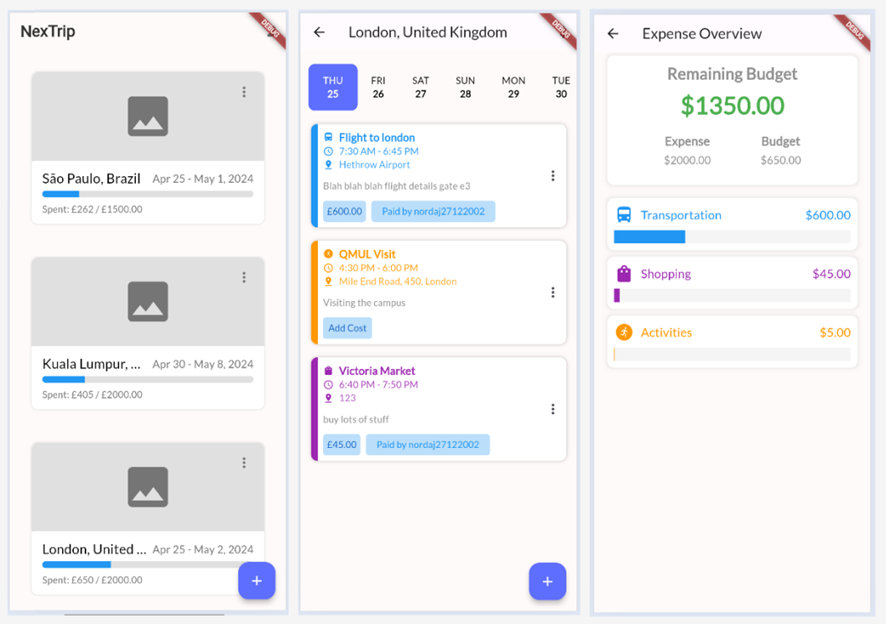 NexTrip
DEBUG
São Paulo, Brazil Apr 25 - May 1, 2024
Spent: £262 / £1500.00
Kuala Lumpur, ... Apr 30 - May 8, 2024
Spent: £405 / £2000.00
London, United ... Apr 25 - May 2, 2024
Spent: £650 / £2000.00
+
London, United Kingdom
DEBUG
THU FRI SAT SUN MON TUE
25 26 27 28 29 30
Flight to london
7:30 AM - 6:45 PM
Hethrow Airport
Blah blah blah flight details gate e3
£600.00 Paid by nordaj27122002
QMUL Visit
4:30 PM - 6:00 PM
Mile End Road, 450, London
Visiting the campus
Add Cost
Victoria Market
6:40 PM - 7:50 PM
123
buy lots of stuff
£45.00 Paid by nordaj27122002
+
Expense Overview
DEBUG
Remaining Budget
$1350.00
Expense Budget
$2000.00 $650.00
Transportation $600.00
Shopping $45.00
Activities $5.00